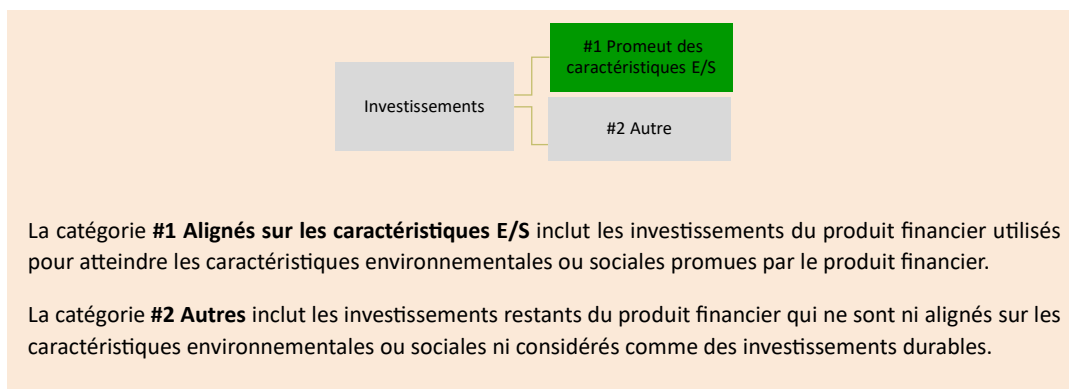 #1 Promeut des
caractéristiques E/S
Investissements
#2 Autre
La catégorie #1 Alignés sur les caractéristiques E/S inclut les investissements du produit financier utilisés
pour atteindre les caractéristiques environnementales ou sociales promues par le produit financier.
La catégorie #2 Autres inclut les investissements restants du produit financier qui ne sont ni alignés sur les
caractéristiques environnementales ou sociales ni considérés comme des investissements durables.